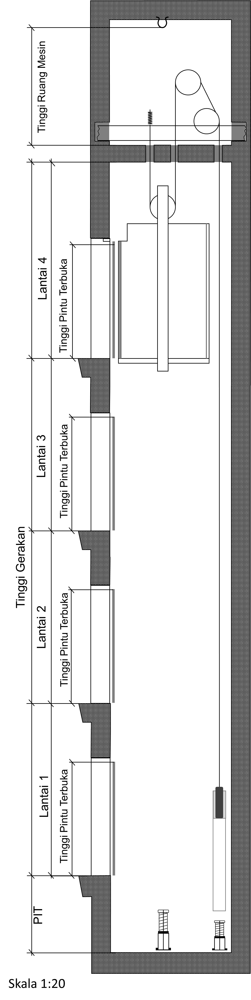 Tinggi Ruang Mesin
Lantai 4
Tinggi Pintu Terbuka
Lantai 3
Tinggi Pintu Terbuka
Tinggi Gerakan
Lantai 2
Tinggi Pintu Terbuka
Lantai 1
Tinggi Pintu Terbuka
PIT
Skala 1:20